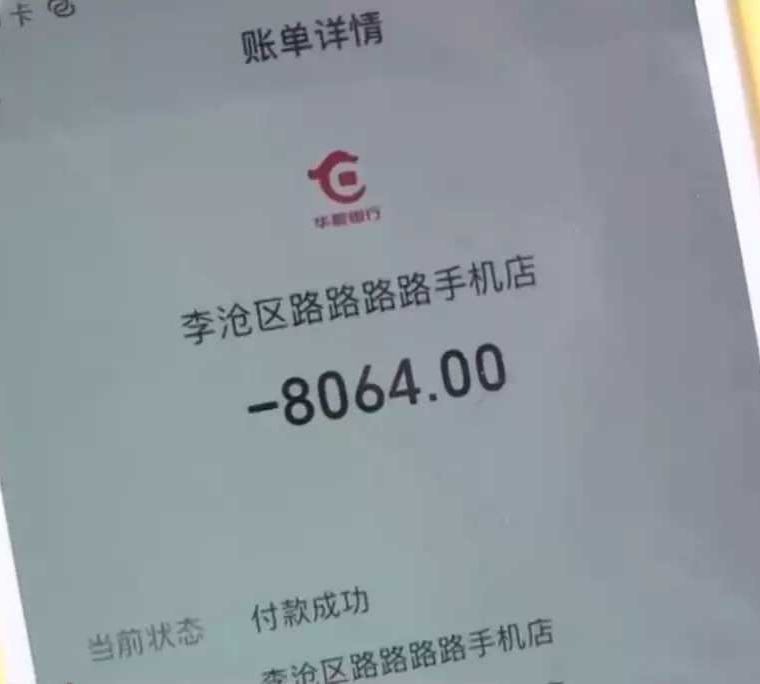 卡
账单详情
华夏银行
李沧区路路路路手机店
-8064.00
当前状态 付款成功
李沧区路路路路手机店